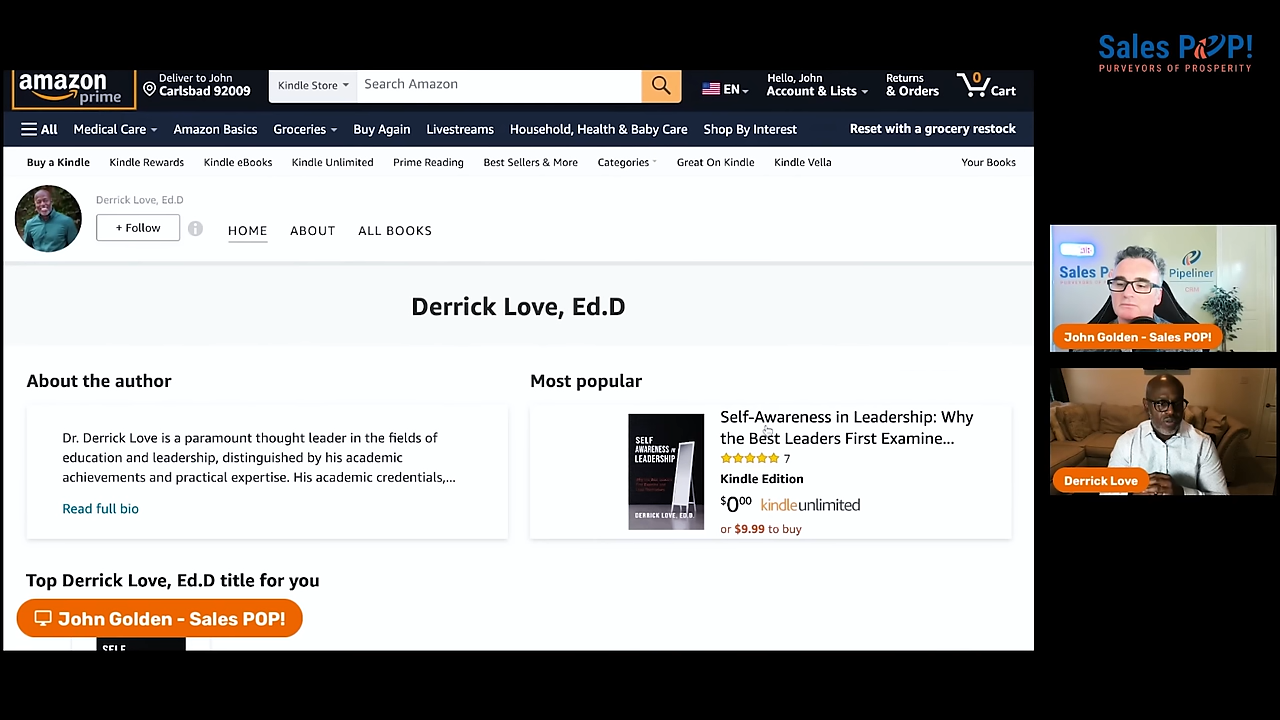 Sales POP!
PURVEYORS OF PROSPERITY
amazon
prime
Deliver to John
Carlsbad 92009
Kindle Store
Search Amazon
EN
Hello, John
Account & Lists
Returns
& Orders
0
Cart
All
Medical Care
Amazon Basics
Groceries
Buy Again
Livestreams
Household, Health & Baby Care
Shop By Interest
Reset with a grocery restock
Buy a Kindle
Kindle Rewards
Kindle eBooks
Kindle Unlimited
Prime Reading
Best Sellers & More
Categories
Great On Kindle
Kindle Vella
Your Books
Derrick Love, Ed.D
+ Follow
HOME
ABOUT
ALL BOOKS
Derrick Love, Ed.D
About the author
Dr. Derrick Love is a paramount thought leader in the fields of
education and leadership, distinguished by his academic
achievements and practical expertise. His academic credentials,...
Read full bio
Most popular
SELF
AWARENESS IN
LEADERSHIP
DERRICK LOVE, ED.D.
Self-Awareness in Leadership: Why
the Best Leaders First Examine...
7
Kindle Edition
$000 kindleunlimited
or $9.99 to buy
Top Derrick Love, Ed.D title for you
John Golden - Sales POP!
SELF
Sales P
Pipeliner
CRM
John Golden - Sales POP!
Derrick Love